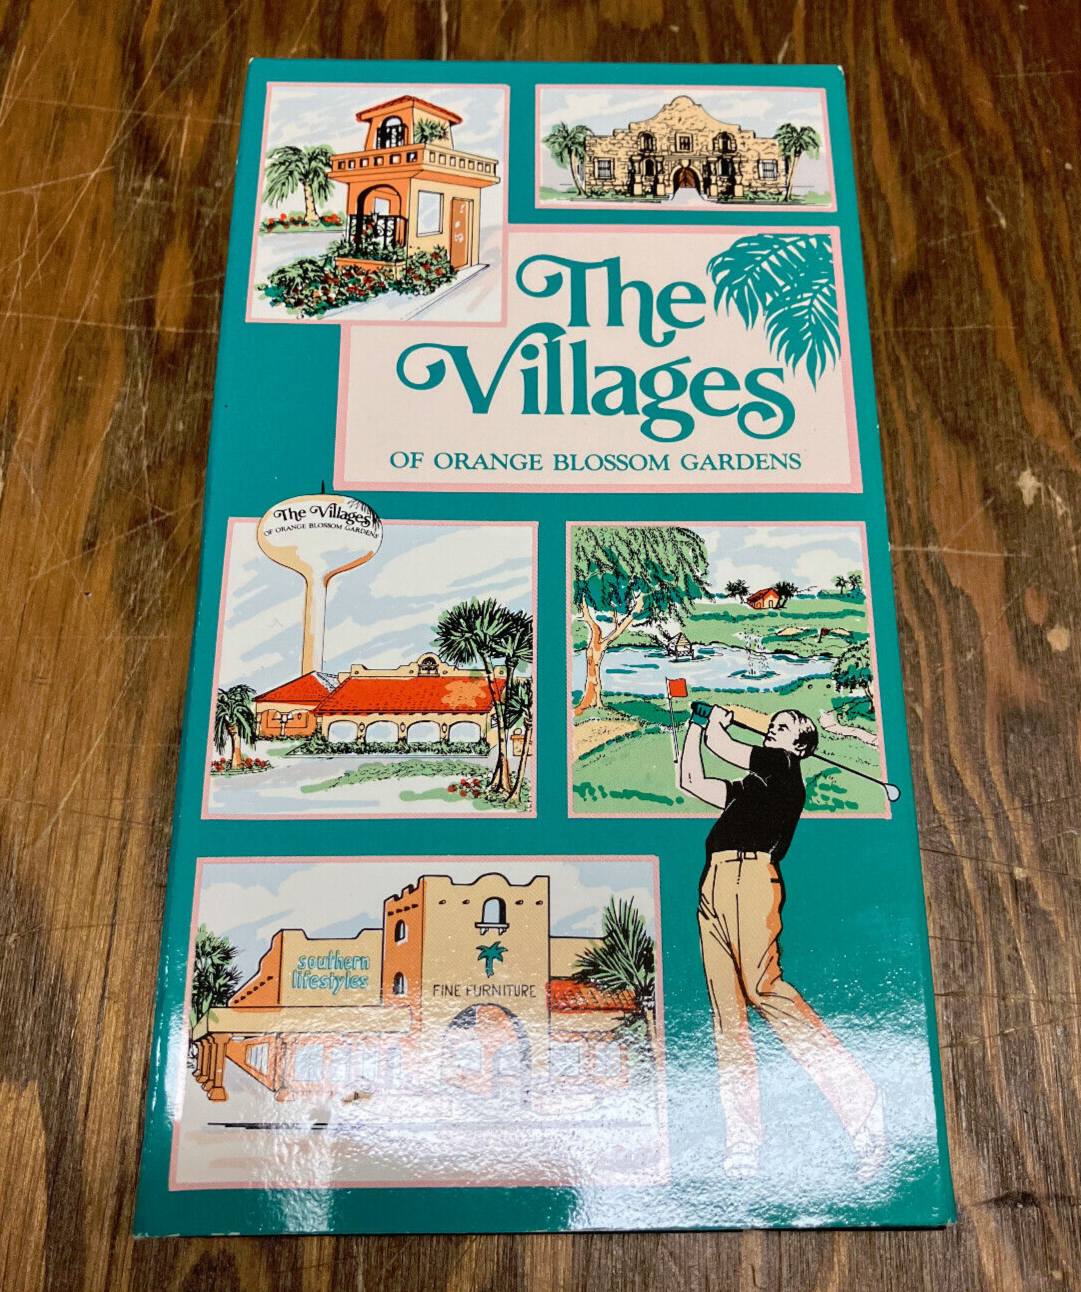 The
Villages
OF ORANGE BLOSSOM GARDENS
The Villages
OF ORANGE BLOSSOM GARDENS
southern
lifestyles
FINE FURNITURE